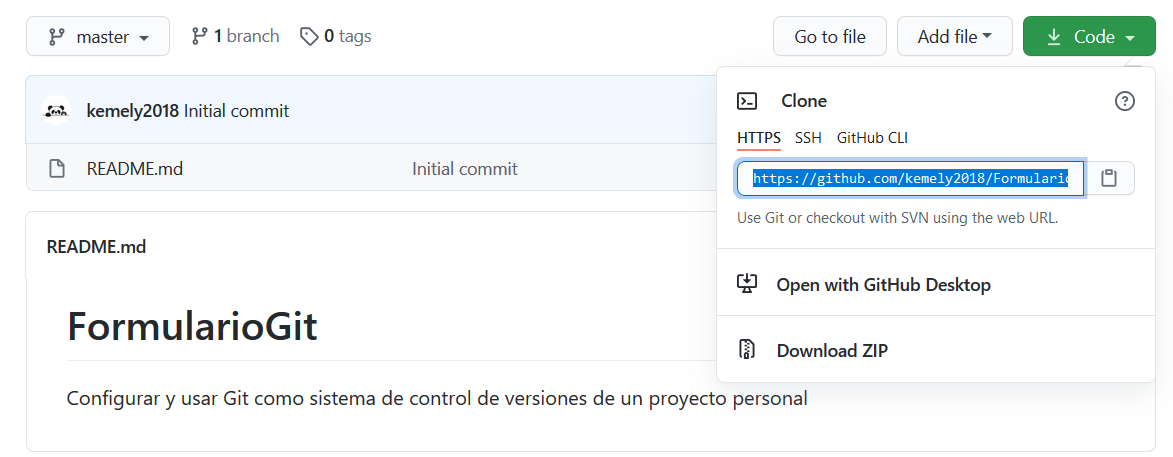 master 1 branch 0 tags Go to file Add file Code
kemely2018 Initial commit
README.md Initial commit
Clone
HTTPS SSH GitHub CLI
https://github.com/kemely2018/Formulario
Use Git or checkout with SVN using the web URL.
Open with GitHub Desktop
Download ZIP
README.md
FormularioGit
Configurar y usar Git como sistema de control de versiones de un proyecto personal